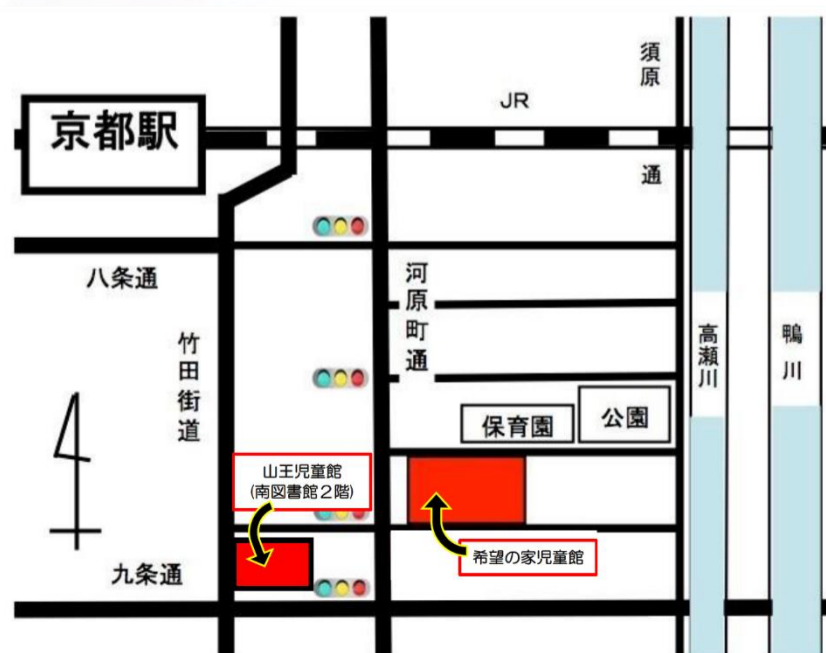 須原
JR
京都駅
通
八条通
河原町通
竹田街道
高瀬川
鴨川
公園
保育園
山王児童館
(南図書館２階)
希望の家児童館
九条通